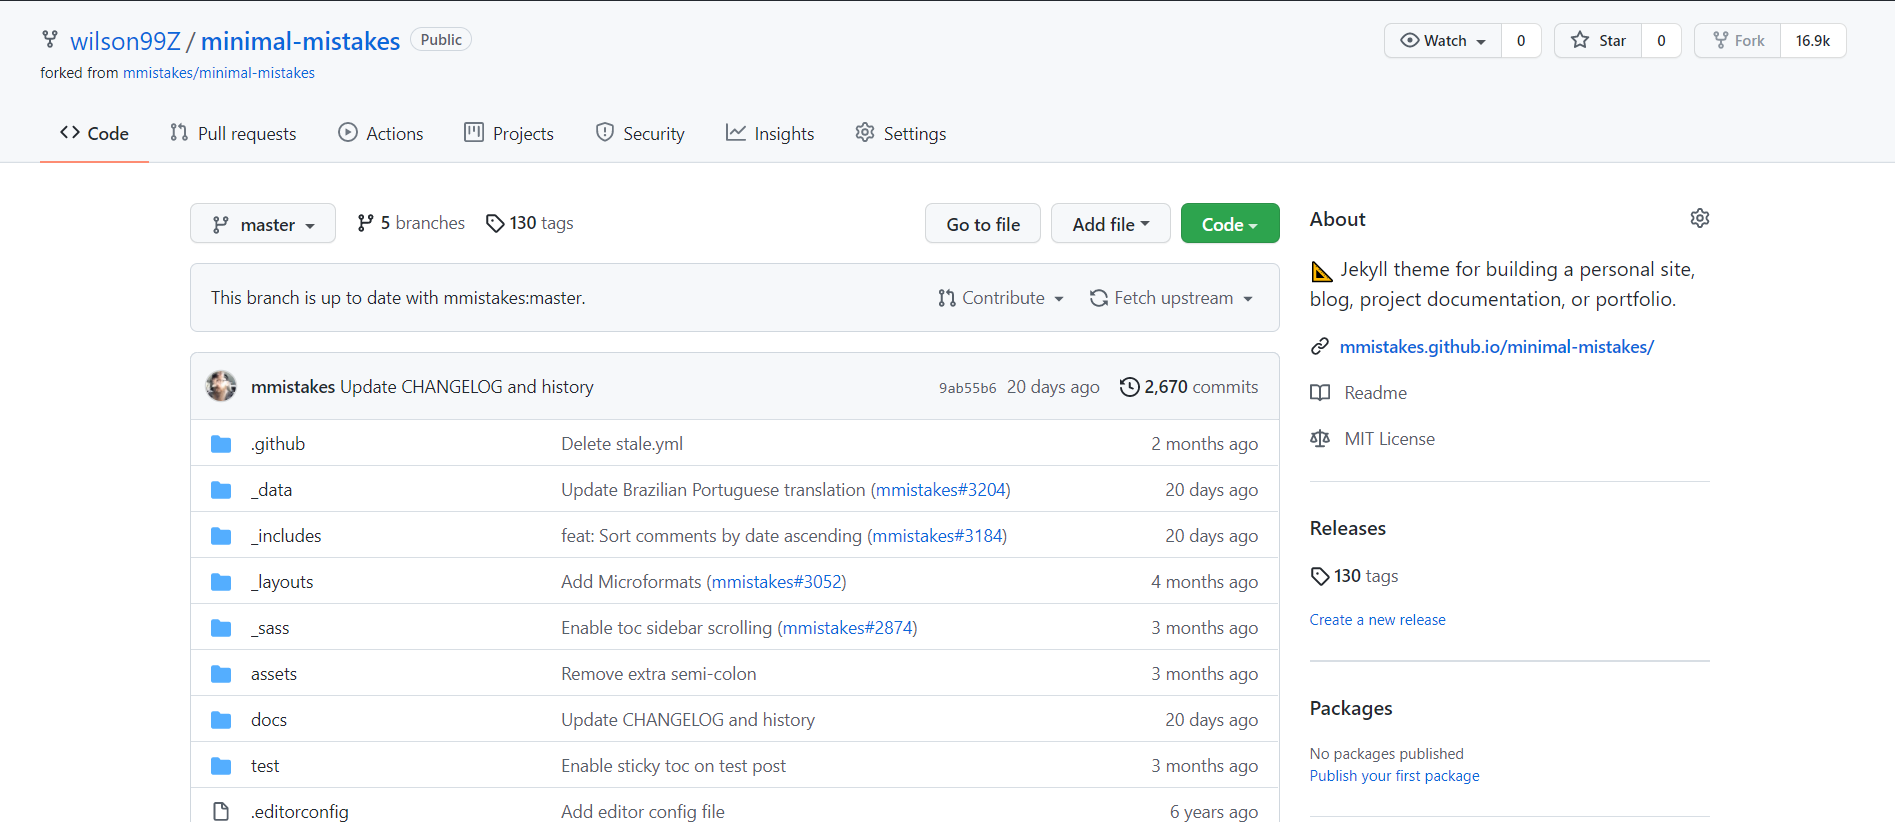 wilson99Z / minimal-mistakes Public Watch 0 Star 0 Fork 16.9k
forked from mmistakes/minimal-mistakes
Code Pull requests Actions Projects Security Insights Settings
master 5 branches 130 tags Go to file Add file Code
This branch is up to date with mmistakes:master. Contribute Fetch upstream
mmistakes Update CHANGELOG and history 9ab55b6 20 days ago 2,670 commits
.github Delete stale.yml 2 months ago
_data Update Brazilian Portuguese translation (mmistakes#3204) 20 days ago
_includes feat: Sort comments by date ascending (mmistakes#3184) 20 days ago
_layouts Add Microformats (mmistakes#3052) 4 months ago
_sass Enable toc sidebar scrolling (mmistakes#2874) 3 months ago
assets Remove extra semi-colon 3 months ago
docs Update CHANGELOG and history 20 days ago
test Enable sticky toc on test post 3 months ago
.editorconfig Add editor config file 6 years ago
About
Jekyll theme for building a personal site,
blog, project documentation, or portfolio.
mmistakes.github.io/minimal-mistakes/
Readme
MIT License
Releases
130 tags
Create a new release
Packages
No packages published
Publish your first package